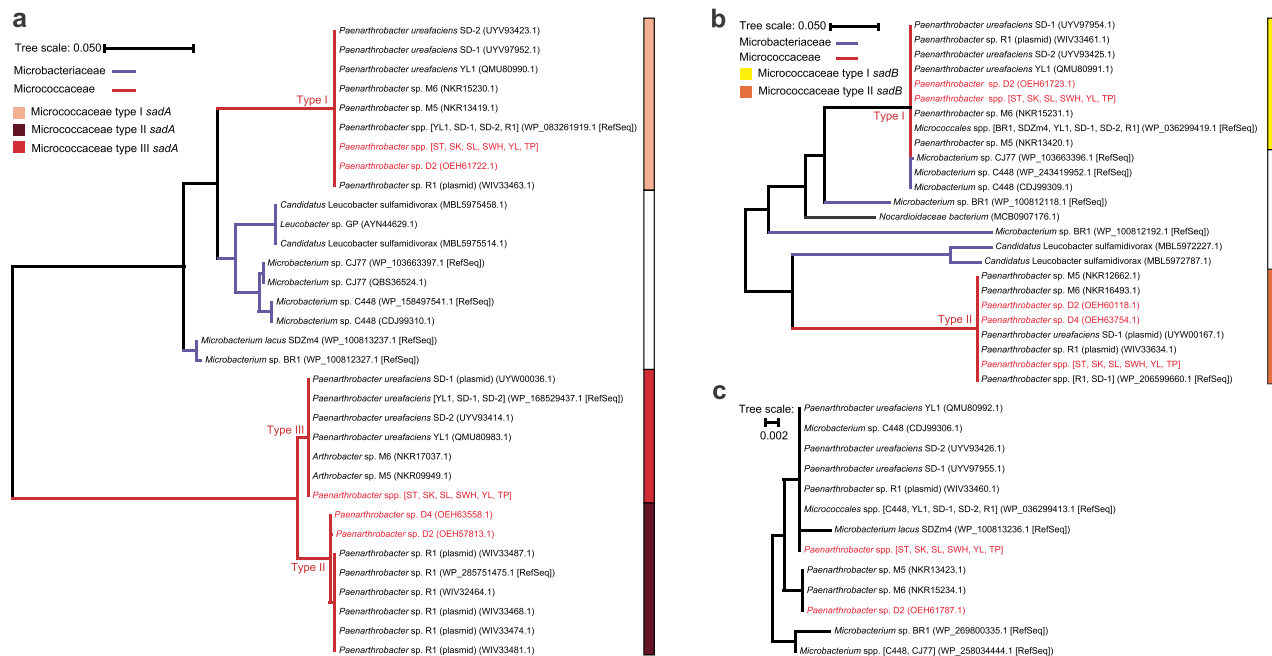 a
Tree scale: 0.050
Microbacteriaceae
Micrococcaceae
Micrococcaceae type I sadA
Micrococcaceae type II sadA
Micrococcaceae type III sadA
Type I
Paenarthrobacter ureafaciens SD-2 (UYV93423.1)
Paenarthrobacter ureafaciens SD-1 (UYV97952.1)
Paenarthrobacter ureafaciens YL1 (QMU80990.1)
Paenarthrobacter sp. M6 (NKR15230.1)
Paenarthrobacter sp. M5 (NKR13419.1)
Paenarthrobacter spp. [YL1, SD-1, SD-2, R1] (WP_083261919.1 [RefSeq])
Paenarthrobacter spp. [ST, SK, SL, SWH, YL, TP]
Paenarthrobacter sp. D2 (OEH61722.1)
Paenarthrobacter sp. R1 (plasmid) (WIV33463.1)
Candidatus Leucobacter sulfamidivorax (MBL5975458.1)
Leucobacter sp. GP (AYN44629.1)
Candidatus Leucobacter sulfamidivorax (MBL5975514.1)
Microbacterium sp. CJ77 (WP_103663397.1 [RefSeq])
Microbacterium sp. CJ77 (QBS36524.1)
Microbacterium sp. C448 (WP_158497541.1 [RefSeq])
Microbacterium sp. C448 (CDJ99310.1)
Microbacterium lacus SDZm4 (WP_100813237.1 [RefSeq])
Microbacterium sp. BR1 (WP_100812327.1 [RefSeq])
Type III
Paenarthrobacter ureafaciens SD-1 (plasmid) (UYW00036.1)
Paenarthrobacter ureafaciens [YL1, SD-1, SD-2] (WP_168529437.1 [RefSeq])
Paenarthrobacter ureafaciens SD-2 (UYV93414.1)
Paenarthrobacter ureafaciens YL1 (QMU80983.1)
Arthrobacter sp. M6 (NKR17037.1)
Arthrobacter sp. M5 (NKR09949.1)
Paenarthrobacter spp. [ST, SK, SL, SWH, YL, TP]
Type II
Paenarthrobacter sp. D4 (OEH63558.1)
Paenarthrobacter sp. D2 (OEH57813.1)
Paenarthrobacter sp. R1 (plasmid) (WIV33487.1)
Paenarthrobacter sp. R1 (WP_285751475.1 [RefSeq])
Paenarthrobacter sp. R1 (WIV32464.1)
Paenarthrobacter sp. R1 (plasmid) (WIV33468.1)
Paenarthrobacter sp. R1 (plasmid) (WIV33474.1)
Paenarthrobacter sp. R1 (plasmid) (WIV33481.1)
b
Tree scale: 0.050
Microbacteriaceae
Micrococcaceae
Micrococcaceae type I sadB
Micrococcaceae type II sadB
Type I
Paenarthrobacter ureafaciens SD-1 (UYV97954.1)
Paenarthrobacter sp. R1 (plasmid) (WIV33461.1)
Paenarthrobacter ureafaciens SD-2 (UYV93425.1)
Paenarthrobacter ureafaciens YL1 (QMU80991.1)
Paenarthrobacter sp. D2 (OEH61723.1)
Paenarthrobacter spp. [ST, SK, SL, SWH, YL, TP]
Paenarthrobacter sp. M6 (NKR15231.1)
Micrococcales sp. [BR1, SDZm4, YL1, SD-1, SD-2, R1] (WP_036299419.1 [RefSeq])
Paenarthrobacter sp. M5 (NKR13420.1)
Microbacterium sp. CJ77 (WP_103663396.1 [RefSeq])
Microbacterium sp. C448 (WP_243419952.1 [RefSeq])
Microbacterium sp. C448 (CDJ99309.1)
Microbacterium sp. BR1 (WP_100812118.1 [RefSeq])
Nocardioidaceae bacterium (MCB0907176.1)
Microbacterium sp. BR1 (WP_100812192.1 [RefSeq])
Candidatus Leucobacter sulfamidivorax (MBL5972227.1)
Candidatus Leucobacter sulfamidivorax (MBL5972787.1)
Type II
Paenarthrobacter sp. M5 (NKR12662.1)
Paenarthrobacter sp. M6 (NKR16493.1)
Paenarthrobacter sp. D2 (OEH60118.1)
Paenarthrobacter sp. D4 (OEH63754.1)
Paenarthrobacter ureafaciens SD-1 (plasmid) (UYW00167.1)
Paenarthrobacter sp. R1 (plasmid) (WIV33634.1)
Paenarthrobacter spp. [ST, SK, SL, SWH, YL, TP]
Paenarthrobacter spp. [R1, SD-1] (WP_206599660.1 [RefSeq])
c
Tree scale:
0.002
Paenarthrobacter ureafaciens YL1 (QMU80992.1)
Microbacterium sp. C448 (CDJ99306.1)
Paenarthrobacter ureafaciens SD-2 (UYV93426.1)
Paenarthrobacter ureafaciens SD-1 (UYV97955.1)
Paenarthrobacter sp. R1 (plasmid) (WIV33460.1)
Micrococcales spp. [C448, YL1, SD-1, SD-2, R1] (WP_036299413.1 [RefSeq])
Microbacterium lacus SDZm4 (WP_100813236.1 [RefSeq])
Paenarthrobacter spp. [ST, SK, SL, SWH, YL, TP]
Paenarthrobacter sp. M5 (NKR13423.1)
Paenarthrobacter sp. M6 (NKR15234.1)
Paenarthrobacter sp. D2 (OEH61787.1)
Microbacterium sp. BR1 (WP_269800335.1 [RefSeq])
Microbacterium spp. [C448, CJ77] (WP_258034444.1 [RefSeq])